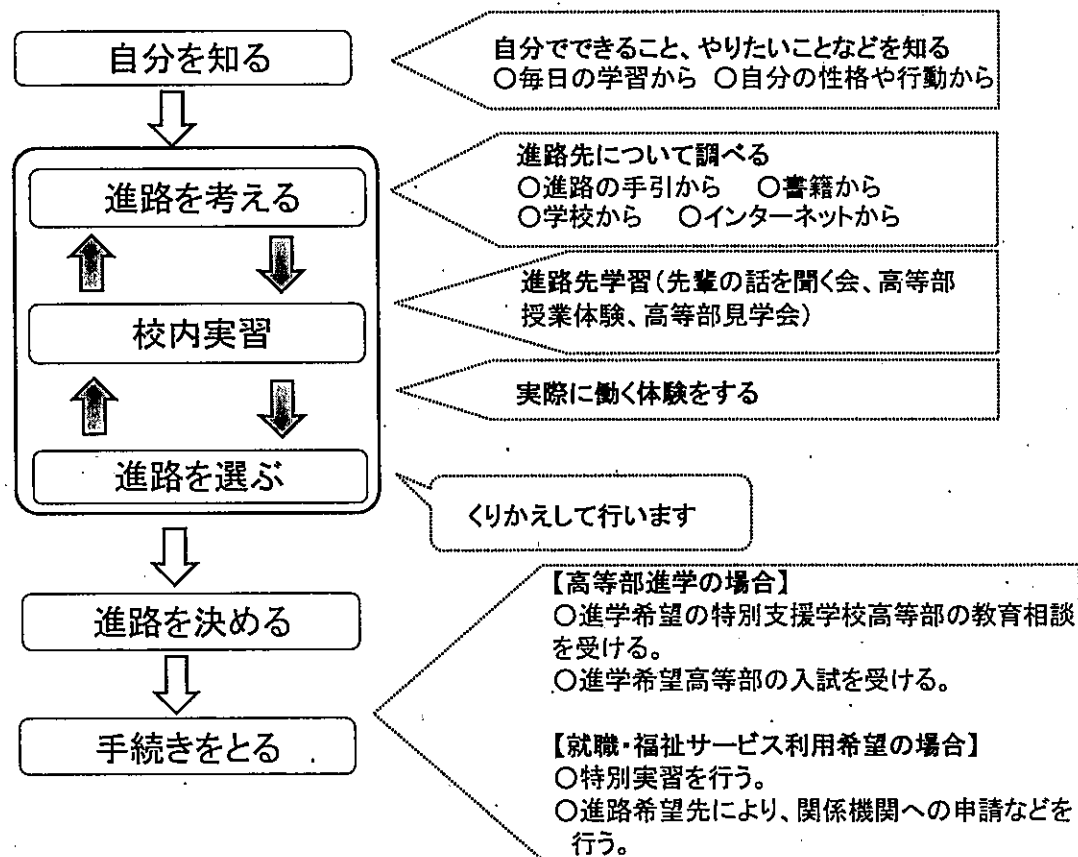 自分を知る
自分でできること、やりたいことなどを知る
○毎日の学習から ○自分の性格や行動から
進路を考える
進路先について調べる
○進路の手引から ○書籍から
○学校から ○インターネットから
校内実習
進路先学習(先輩の話を聞く会、高等部
授業体験、高等部見学会)
実際に働く体験をする
進路を選ぶ
くりかえして行います
進路を決める
手続きをとる
【高等部進学の場合】
○進学希望の特別支援学校高等部の教育相談
を受ける。
○進学希望高等部の入試を受ける。
【就職・福祉サービス利用希望の場合】
○特別実習を行う。
○進路希望先により、関係機関への申請などを
行う。